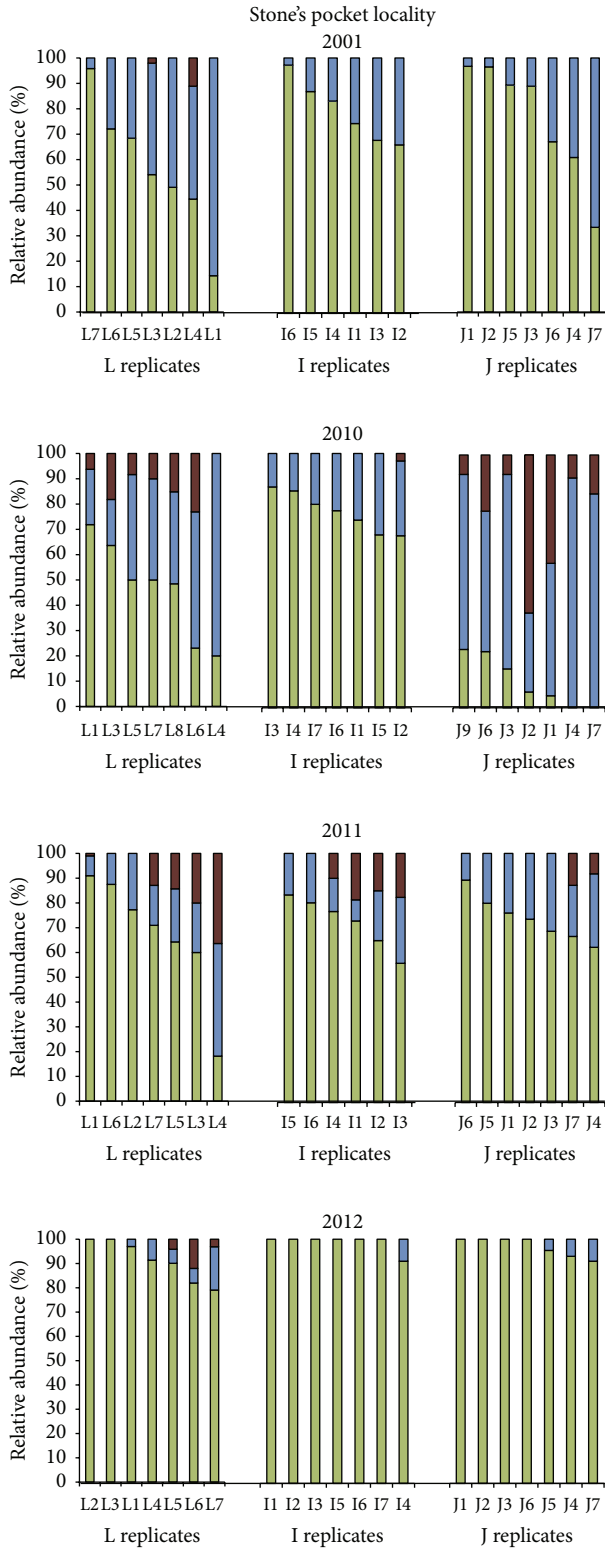 Stone's pocket locality
2001
Relative abundance (%)
100
90
80
70
60
50
40
30
20
10
0
L7 L6 L5 L3 L2 L4 L1
I6 I5 I4 I1 I3 I2
J1 J2 J5 J3 J6 J4 J7
L replicates
I replicates
J replicates
2010
Relative abundance (%)
100
90
80
70
60
50
40
30
20
10
0
L1 L3 L5 L7 L8 L6 L4
I3 I4 I7 I6 I1 I5 I2
J9 J6 J3 J2 J1 J4 J7
L replicates
I replicates
J replicates
2011
Relative abundance (%)
100
90
80
70
60
50
40
30
20
10
0
L1 L6 L2 L7 L5 L3 L4
I5 I6 I4 I1 I2 I3
J6 J5 J1 J2 J3 J7 J4
L replicates
I replicates
J replicates
2012
Relative abundance (%)
100
90
80
70
60
50
40
30
20
10
0
L2 L3 L1 L4 L5 L6 L7
I1 I2 I3 I5 I6 I7 I4
J1 J2 J3 J6 J5 J4 J7
L replicates
I replicates
J replicates